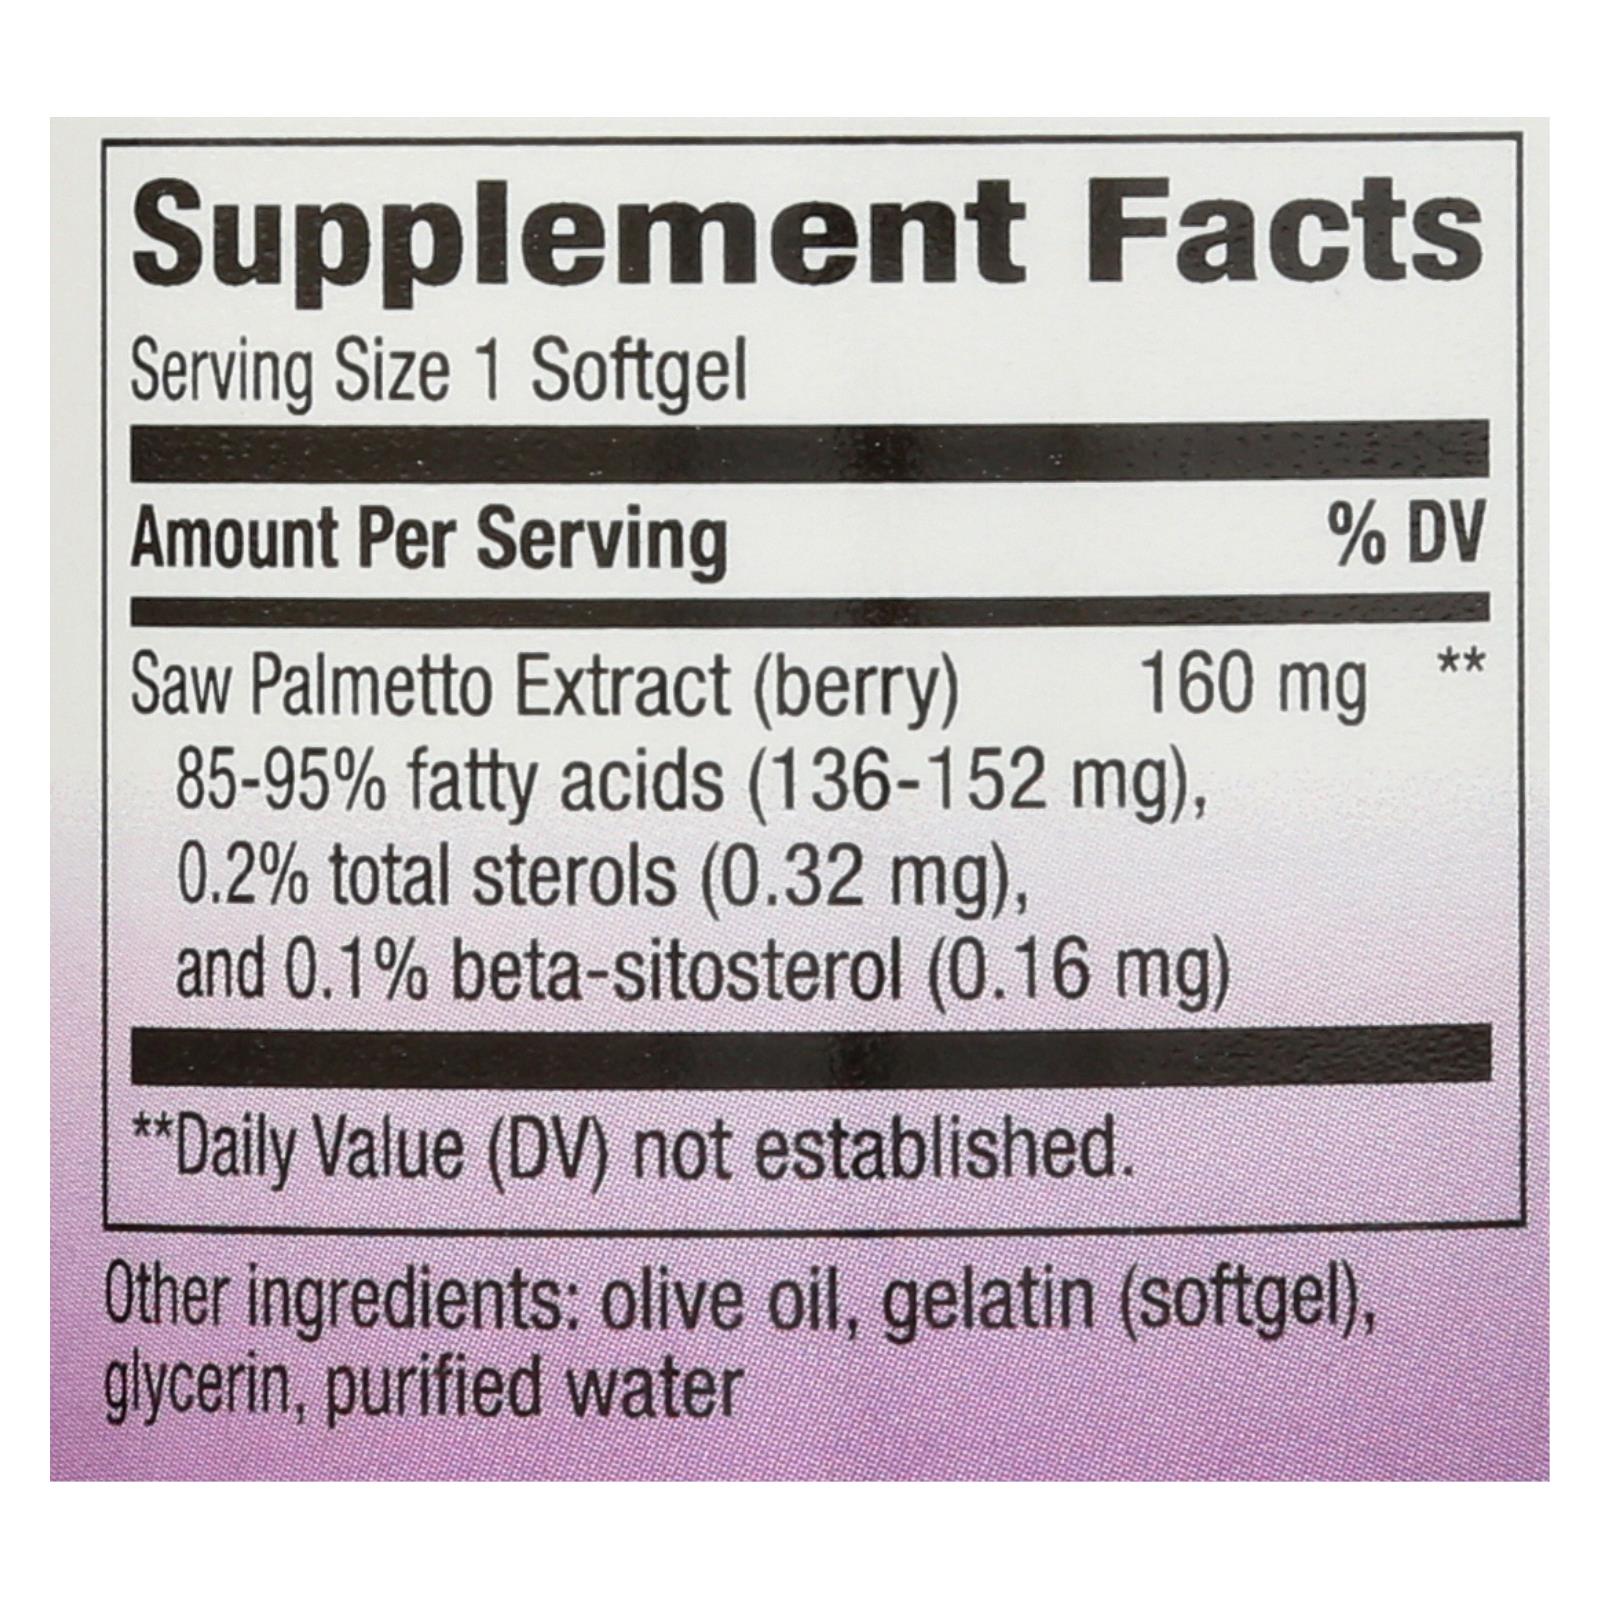 Supplement Facts
Serving Size 1 Softgel
Amount Per Serving % DV
Saw Palmetto Extract (berry) 160 mg **
85-95% fatty acids (136-152 mg),
0.2% total sterols (0.32 mg),
and 0.1% beta-sitosterol (0.16 mg)
**Daily Value (DV) not established.
Other ingredients: olive oil, gelatin (softgel),
glycerin, purified water